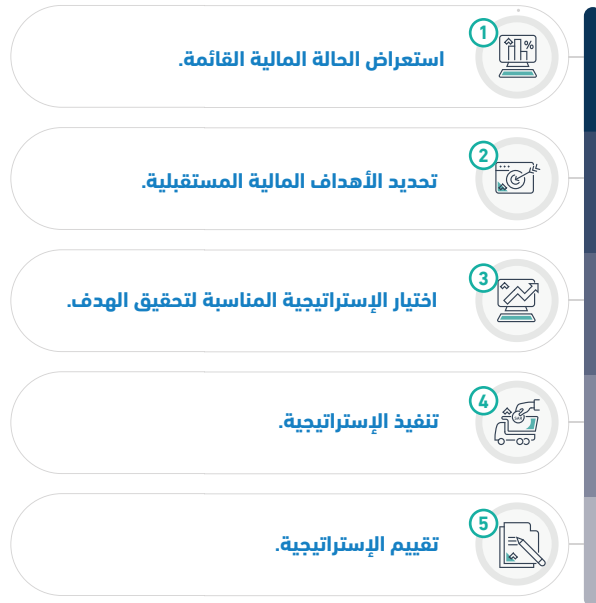 1
استعراض الحالة المالية القائمة.
2
تحديد الأهداف المالية المستقبلية.
3
اختيار الإستراتيجية المناسبة لتحقيق الهدف.
4
تنفيذ الإستراتيجية.
5
تقييم الإستراتيجية.